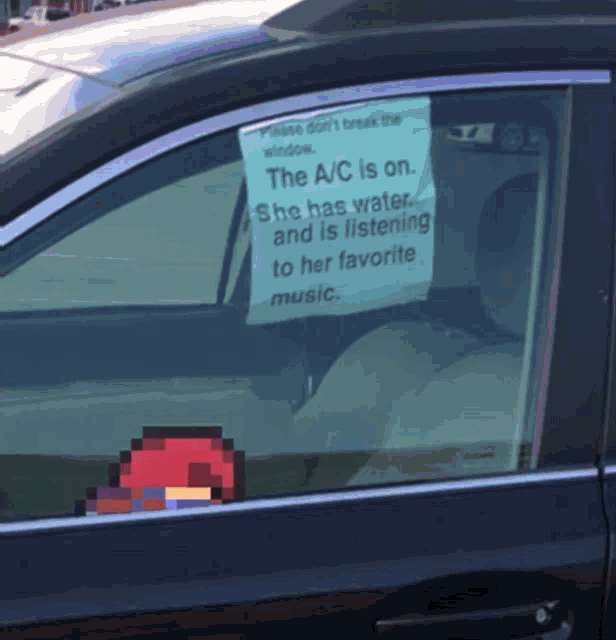 Please don't break the
window.
The A/C is on.
She has water.
and is listening
to her favorite
music.